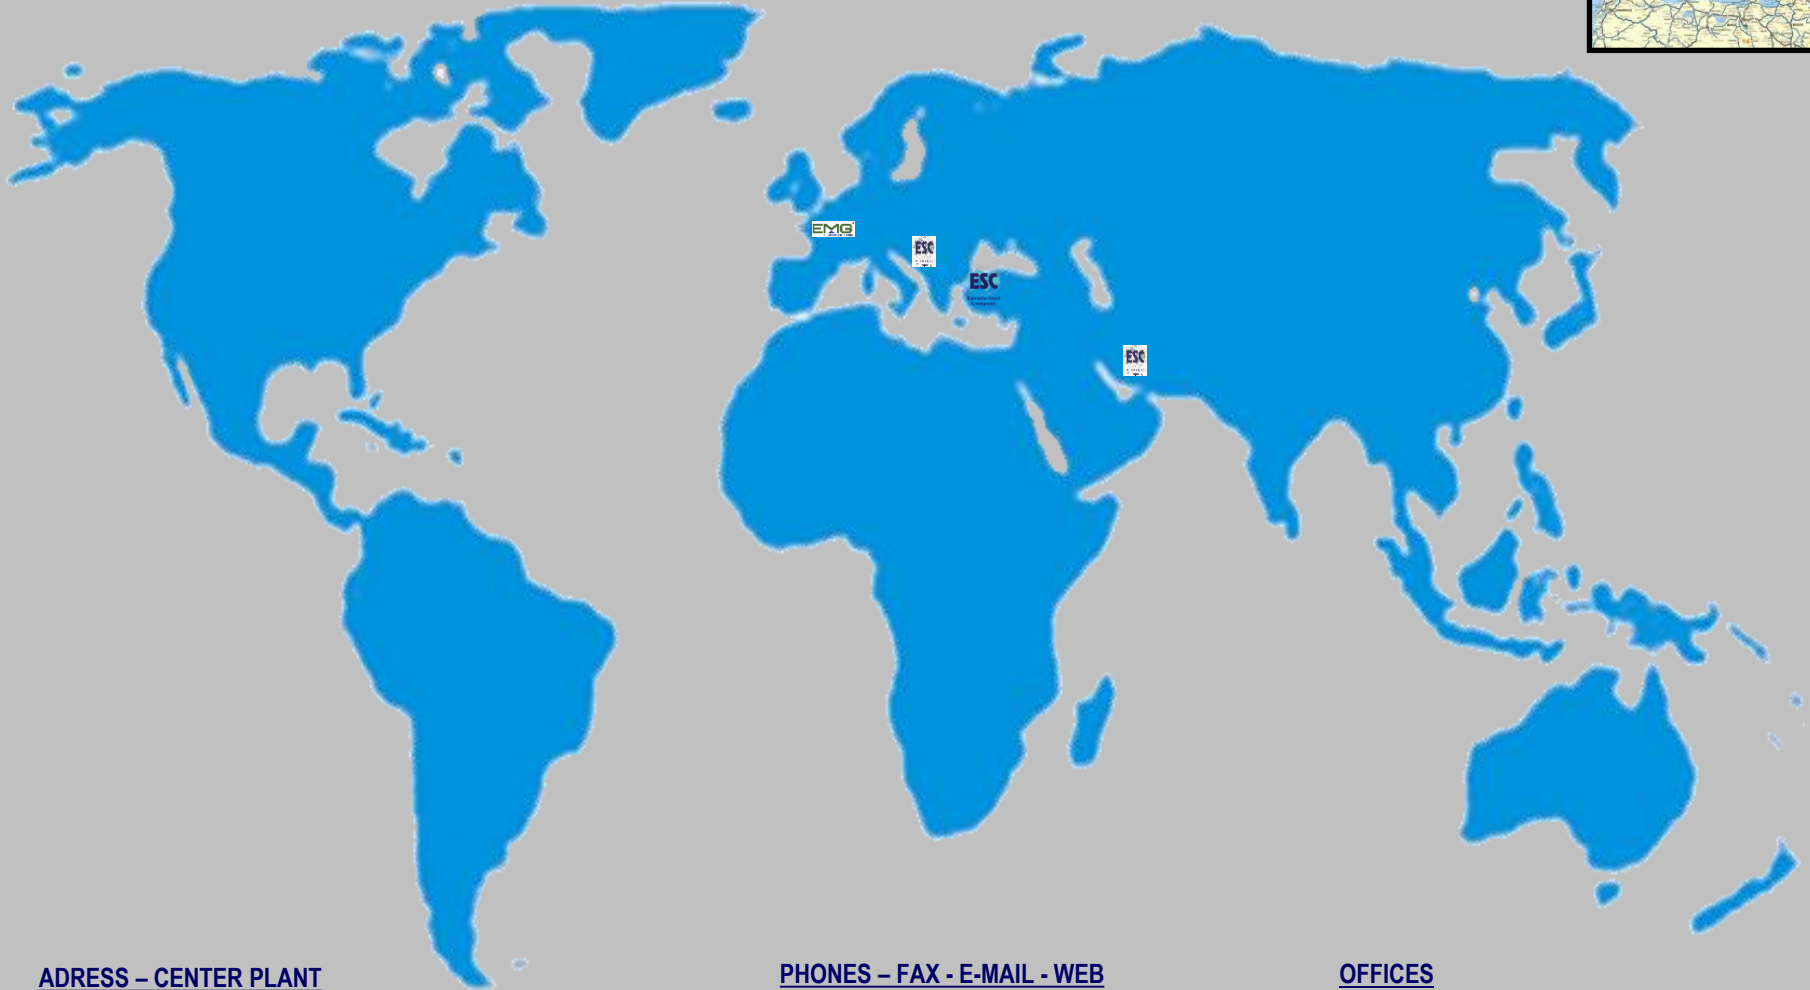 EMG
ESC
ESC
ESC
ADRESS – CENTER PLANT
PHONES – FAX - E-MAIL - WEB
OFFICES